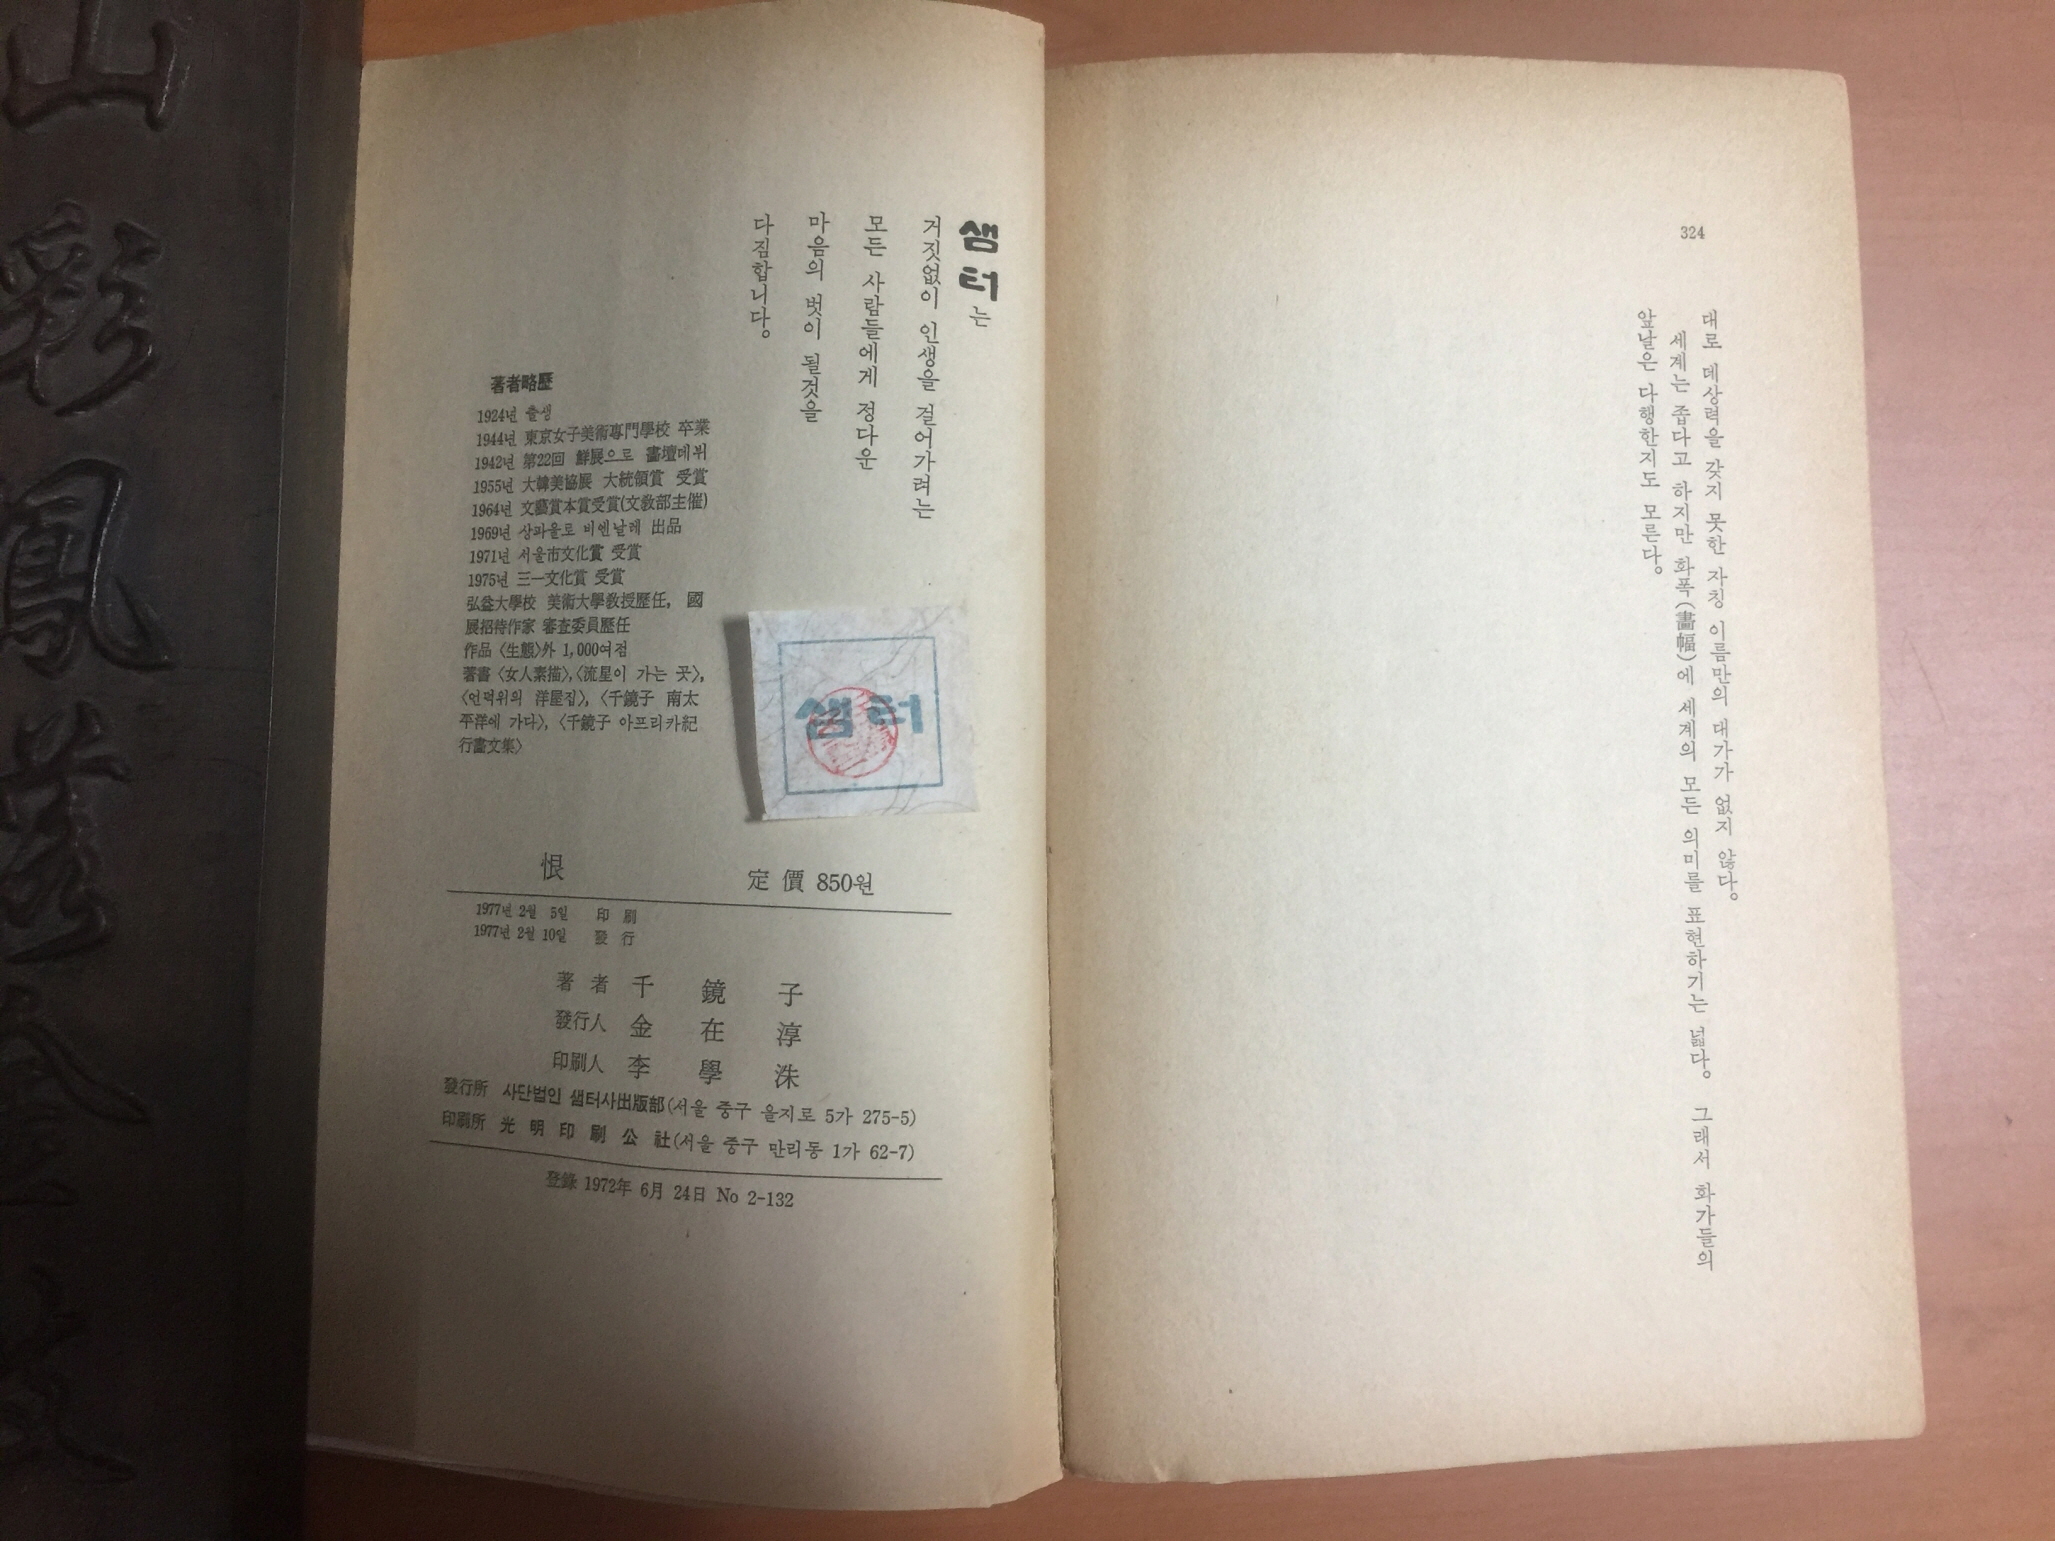 324
대로 데상력을 갖지 못한 자칭 이름만의 대가가 없지 않다.
세계는 좁다고 하지만 화폭(畵幅)에 세계의 모든 의미를 표현하기는 넓다. 그래서 화가들의
앞날은 다행한지도 모른다.
샘터는
거짓없이 인생을 걸어가려는
모든 사람들에게 정다운
마음의 벗이 될것을
다짐합니다.
著者略歷
1924년 출생
1944년 東京女子美術專門學校 卒業
1942년 第22回 鮮展으로 畵壇데뷔
1955년 大韓美協展 大統領賞 受賞
1964년 文藝賞本賞受賞(文敎部主催)
1969년 상파울로 비엔날레 出品
1971년 서울市文化賞 受賞
1975년 三一文化賞 受賞
弘益大學校 美術大學敎授歷任, 國
展招待作家 審査委員歷任
作品〈生態〉外 1,000여점
著書〈女人素描〉,〈流星이 가는 곳〉,
〈언덕위의 洋屋집〉,〈千鏡子 南太
平洋에 가다〉,〈千鏡子 아프리카紀
行畵文集〉
샘터
恨 定價 850원
1977년 2월 5일 印刷
1977년 2월 10일 發行
著者 千鏡子
發行人 金在淳
印刷人 李學洙
發行所 사단법인 샘터사出版部(서울 중구 을지로 5가 275-5)
印刷所 光明印刷公社(서울 중구 만리동 1가 62-7)
登錄 1972年 6月 24日 No 2-132
山
彩
鳳